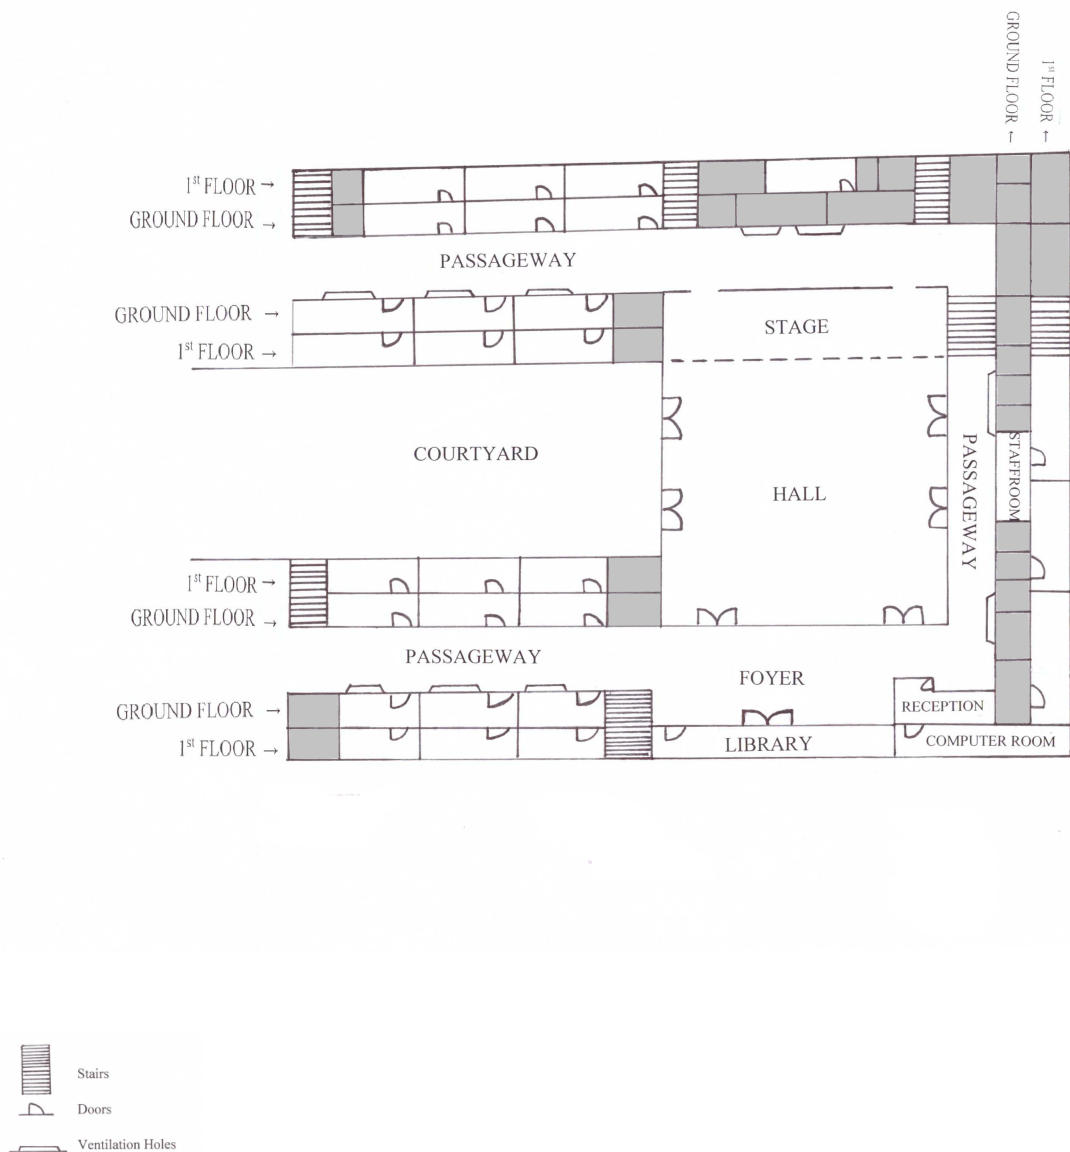 GROUND FLOOR →
1st FLOOR →
1st FLOOR →
GROUND FLOOR →
PASSAGEWAY
GROUND FLOOR →
STAGE
1st FLOOR →
COURTYARD
HALL
PASSAGEWAY
STAFFROOM
1st FLOOR →
GROUND FLOOR →
PASSAGEWAY
FOYER
GROUND FLOOR →
RECEPTION
1st FLOOR →
LIBRARY
COMPUTER ROOM
Stairs
Doors
Ventilation Holes